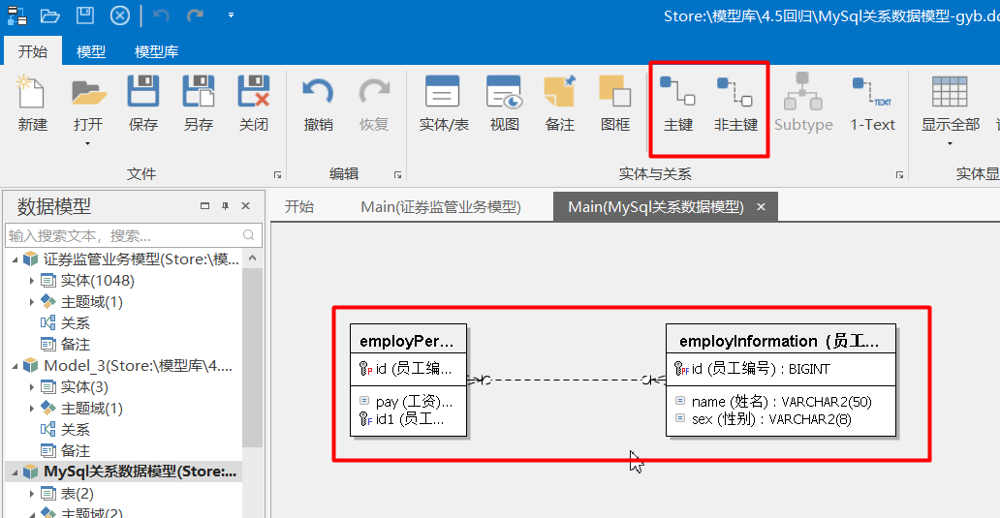 Store:\模型库\4.5回归\MySql关系数据模型-gyb.dc
开始 模型 模型库
新建 打开 保存 另存 关闭 撤销 恢复 实体/表 视图 备注 图框 主键 非主键 Subtype 1-Text 显示全部
文件 编辑 实体与关系 实体显
数据模型
开始 Main(证券监管业务模型) Main(MySql关系数据模型) ×
输入搜索文本，搜索...
证券监管业务模型(Store:\模...
实体(1048)
主题域(1)
关系
备注
Model_3(Store:\模型库\4....
实体(3)
主题域(1)
关系
备注
MySql关系数据模型(Store:...
表(2)
主题域(2)
employPer...
id (员工编...
pay (工资)...
id1 (员工...
employInformation (员工...
id (员工编号) : BIGINT
name (姓名) : VARCHAR2(50)
sex (性别) : VARCHAR2(8)